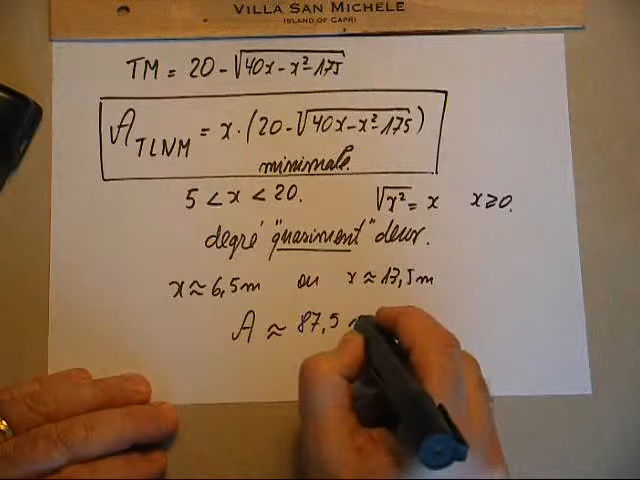 VILLA SAN MICHELE
ISLAND OF CAPRI
TM = 20 - √(40x - x² - 175)
A_TLNM = x · (20 - √(40x - x² - 175))
minimale.
5 < x < 20. √x² = x x ≥ 0.
degré "quasiment" deux.
x ≈ 6,5m ou x ≈ 13,5m
A ≈ 87,5